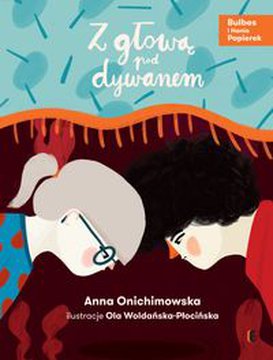 Z głową
pod
dywanem
Bulbes
i Hania
Papierek
Anna Onichimowska
ilustracje Ola Woldańska-Płocińska